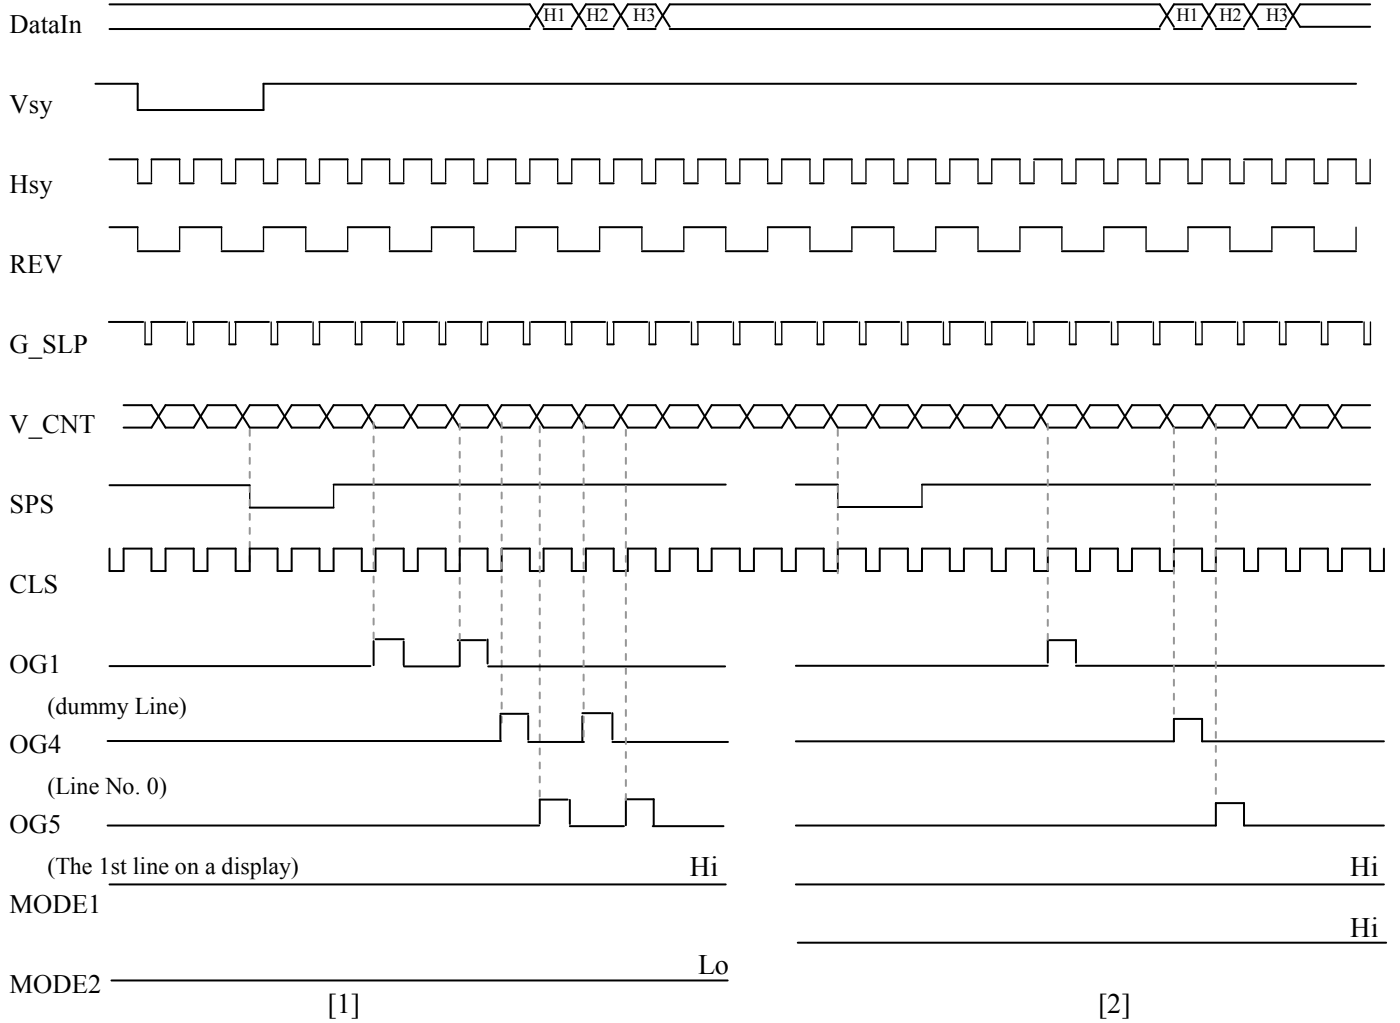 DataIn H1 H2 H3 H1 H2 H3
Vsy
Hsy
REV
G_SLP
V_CNT
SPS
CLS
OG1
(dummy Line)
OG4
(Line No. 0)
OG5
(The 1st line on a display) Hi Hi
MODE1
Hi
Lo
MODE2
[1] [2]